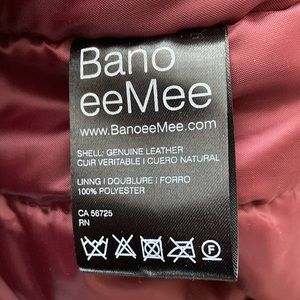 Bano
eeMee
www.BanoeeMee.com
SHELL: GENUINE LEATHER
CUIR VERITABLE I CUERO NATURAL
LINNG I DOUBLURE I FORRO
100% POLYESTER
CA 56725
RN
F